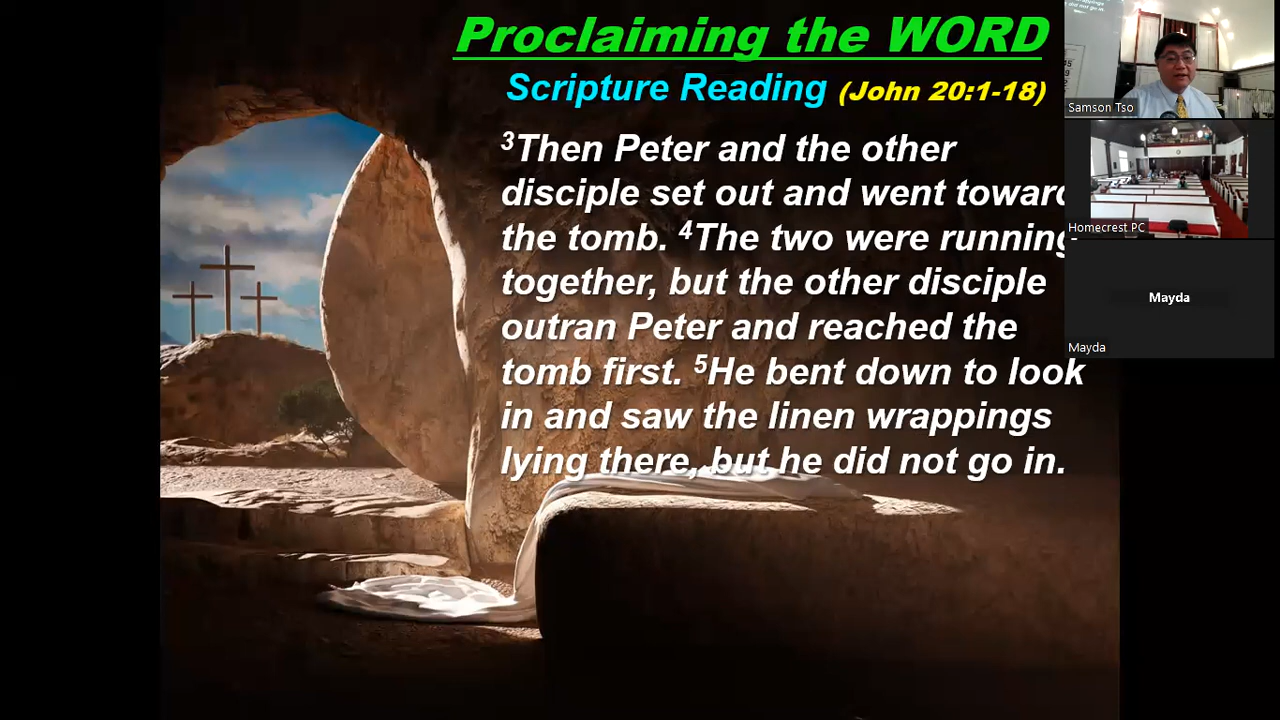 Proclaiming the WORD
Scripture Reading (John 20:1-18)
³Then Peter and the other
disciple set out and went toward
the tomb. ⁴The two were running
together, but the other disciple
outran Peter and reached the
tomb first. ⁵He bent down to look
in and saw the linen wrappings
lying there, but he did not go in.
Samson Tso
Homecrest PC
Mayda
Mayda